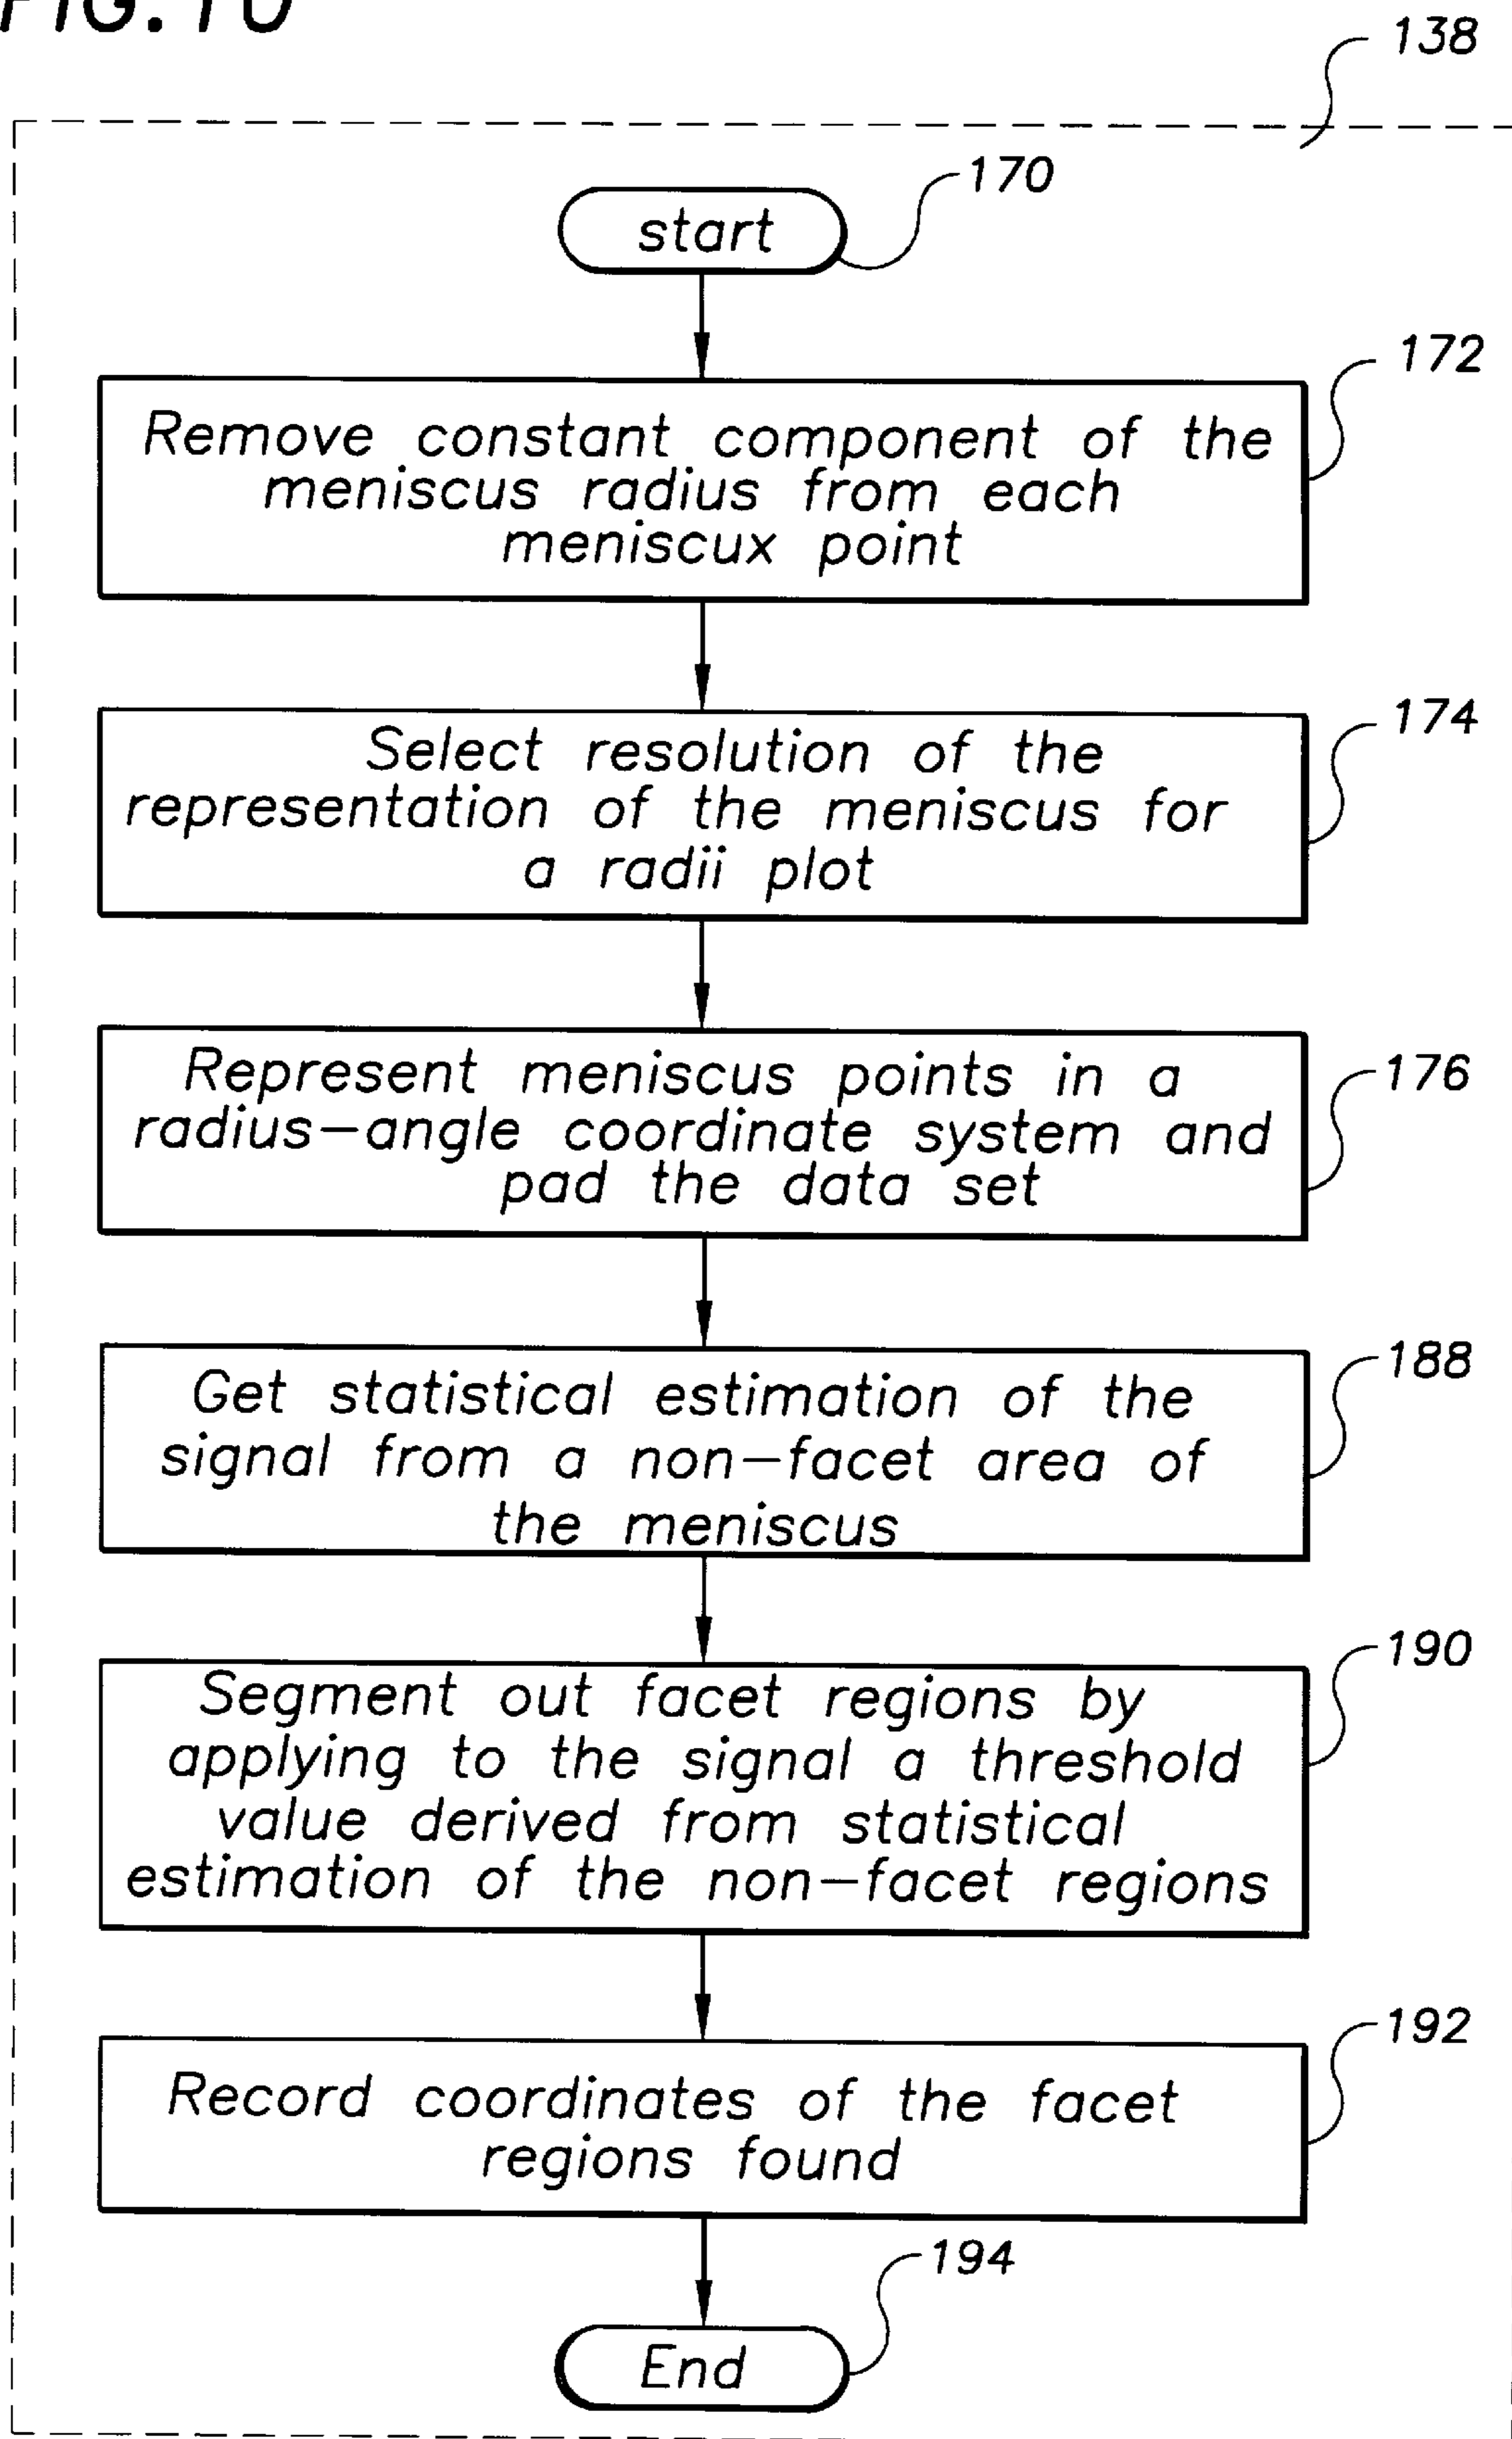 FIG. 10
138
170
start
172
Remove constant component of the
meniscus radius from each
meniscux point
174
Select resolution of the
representation of the meniscus for
a radii plot
176
Represent meniscus points in a
radius-angle coordinate system and
pad the data set
188
Get statistical estimation of the
signal from a non-facet area of
the meniscus
190
Segment out facet regions by
applying to the signal a threshold
value derived from statistical
estimation of the non-facet regions
192
Record coordinates of the facet
regions found
194
End